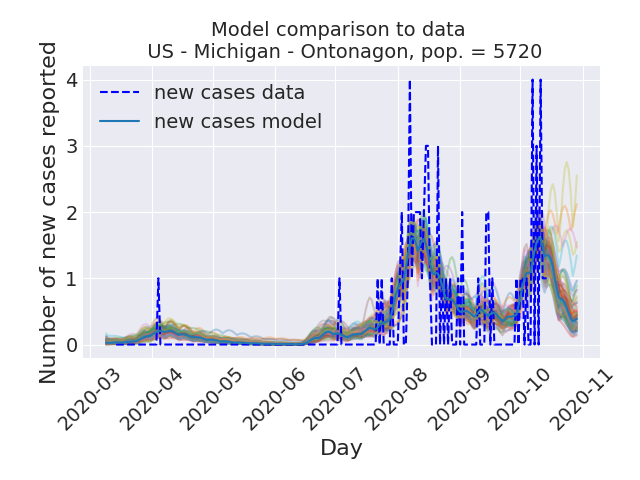 Model comparison to data
US - Michigan - Ontonagon, pop. = 5720
Number of new cases reported
4
3
2
1
0
new cases data
new cases model
2020-03
2020-04
2020-05
2020-06
2020-07
2020-08
2020-09
2020-10
2020-11
Day